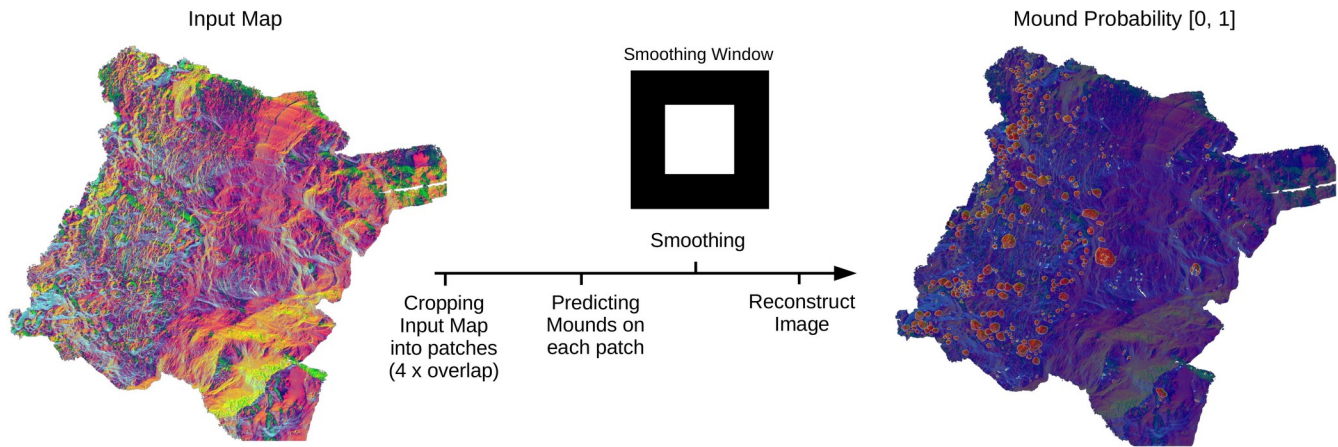 Input Map
Mound Probability [0, 1]
Smoothing Window
Smoothing
Cropping
Input Map
into patches
(4 x overlap)
Predicting
Mounds on
each patch
Reconstruct
Image